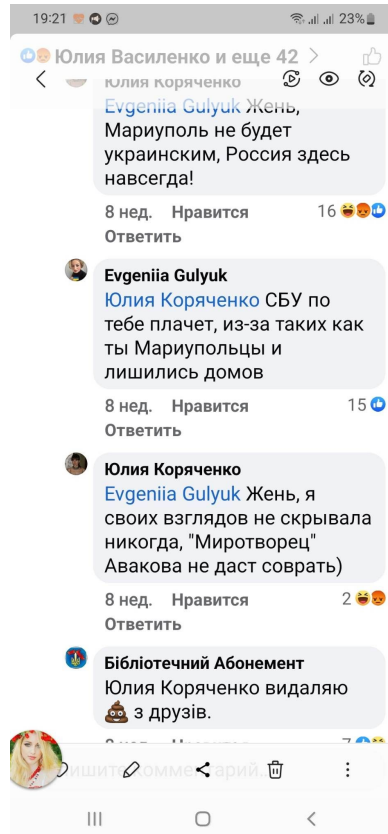 19:21 23%
Юлия Василенко и еще 42
Юлия Коряченко
Evgeniia Gulyuk Жень,
Мариуполь не будет
украинским, Россия здесь
навсегда!
8 нед. Нравится 16
Ответить
Evgeniia Gulyuk
Юлия Коряченко СБУ по
тебе плачет, из-за таких как
ты Мариупольцы и
лишились домов
8 нед. Нравится 15
Ответить
Юлия Коряченко
Evgeniia Gulyuk Жень, я
своих взглядов не скрывала
никогда, "Миротворец"
Авакова не даст соврать)
8 нед. Нравится 2
Ответить
Бібліотечний Абонемент
Юлия Коряченко видаляю
💩 з друзів.